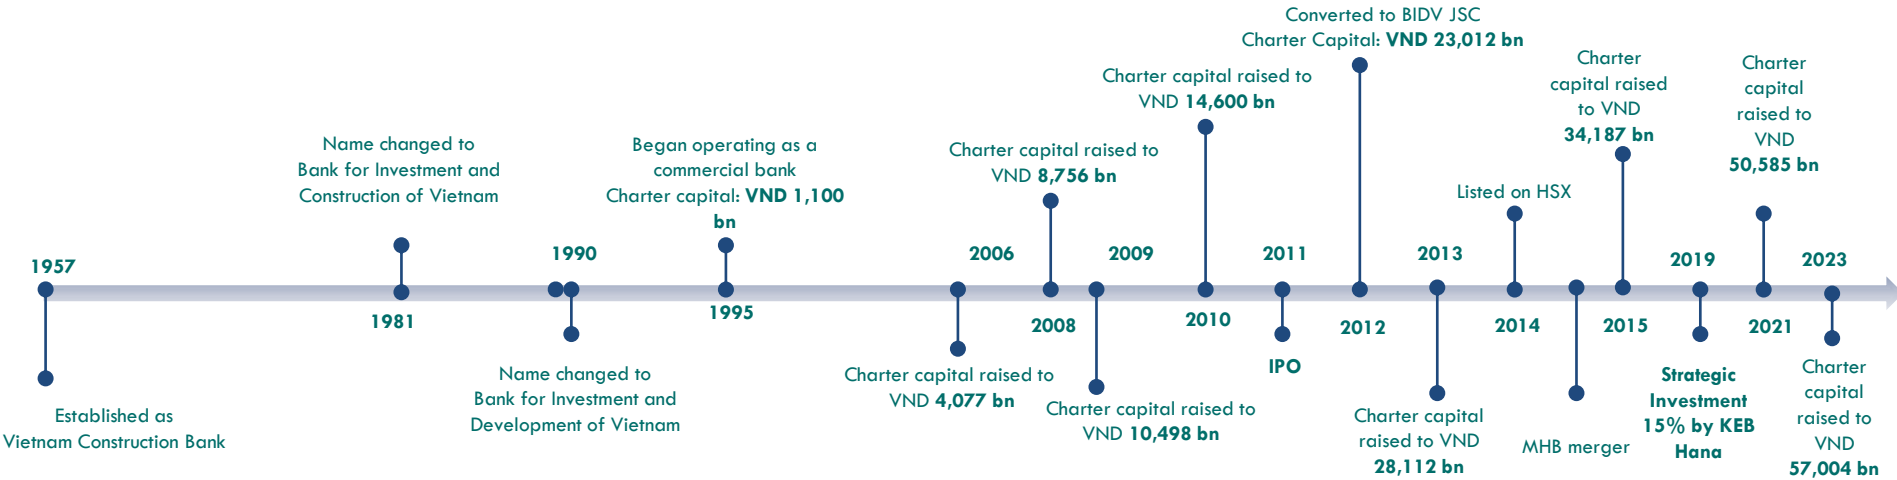 1957
Established as
Vietnam Construction Bank
Name changed to
Bank for Investment and
Construction of Vietnam
1981
1990
Name changed to
Bank for Investment and
Development of Vietnam
Began operating as a
commercial bank
Charter capital: VND 1,100
bn
1995
2006
Charter capital raised to
VND 4,077 bn
Charter capital raised to
VND 8,756 bn
2008
2009
Charter capital raised to
VND 10,498 bn
Charter capital raised to
VND 14,600 bn
2010
2011
IPO
Converted to BIDV JSC
Charter Capital: VND 23,012 bn
2012
2013
Charter capital
raised to VND
28,112 bn
Listed on HSX
2014
MHB merger
Charter
capital raised
to VND
34,187 bn
2015
2019
Strategic
Investment
15% by KEB
Hana
Charter
capital
raised to
VND
50,585 bn
2021
2023
Charter
capital
raised to
VND
57,004 bn